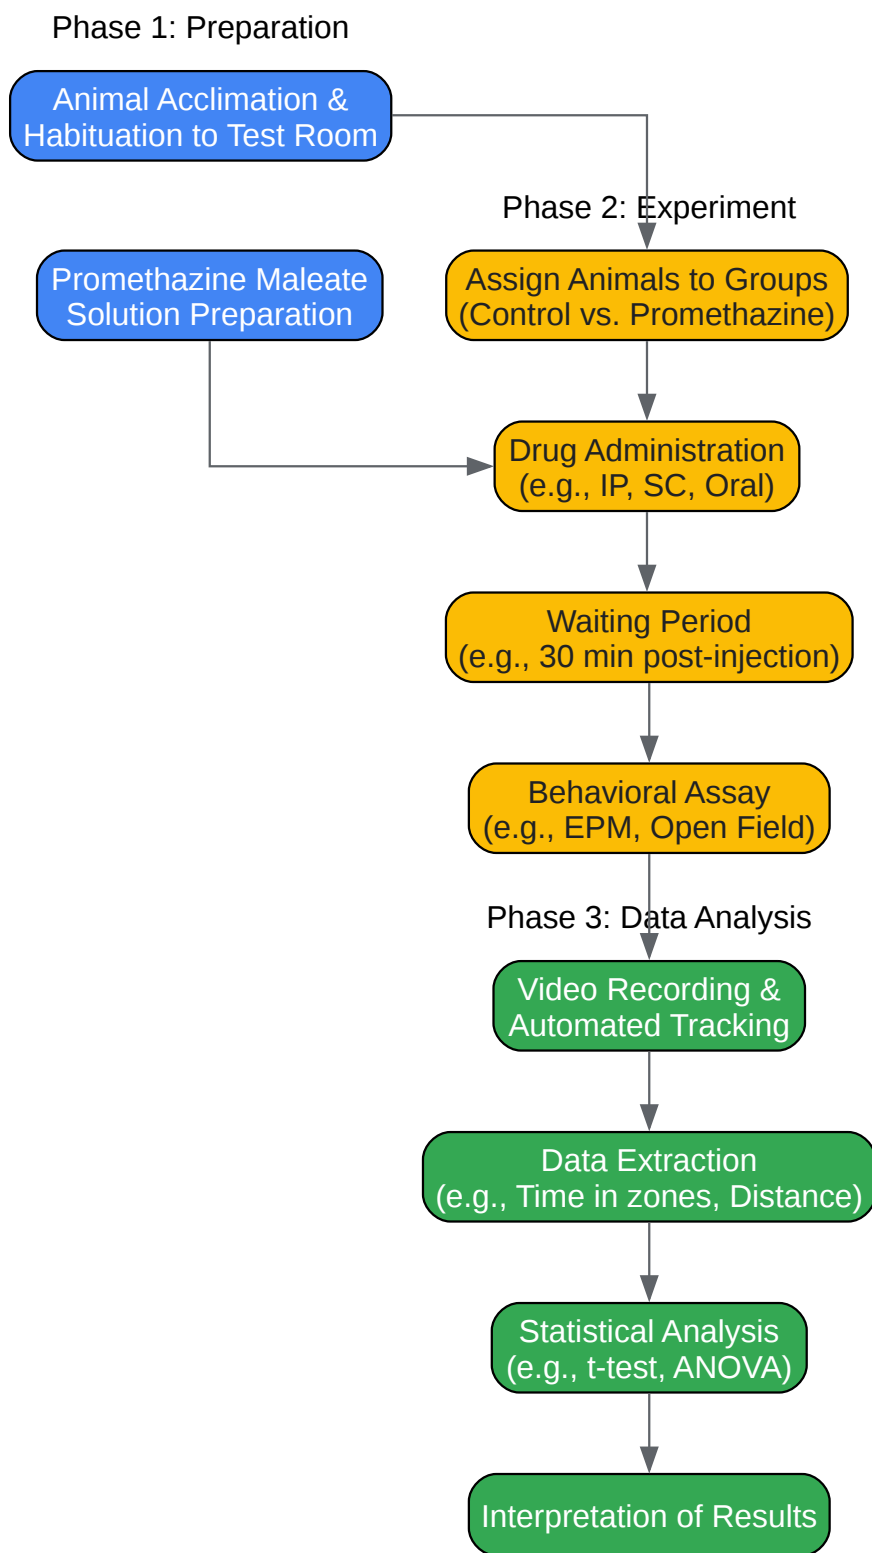 Phase 1: Preparation
Animal Acclimation &
Habituation to Test Room
Phase 2: Experiment
Promethazine Maleate
Solution Preparation
Assign Animals to Groups
(Control vs. Promethazine)
Drug Administration
(e.g., IP, SC, Oral)
Waiting Period
(e.g., 30 min post-injection)
Behavioral Assay
(e.g., EPM, Open Field)
Phase 3: Data Analysis
Video Recording &
Automated Tracking
Data Extraction
(e.g., Time in zones, Distance)
Statistical Analysis
(e.g., t-test, ANOVA)
Interpretation of Results